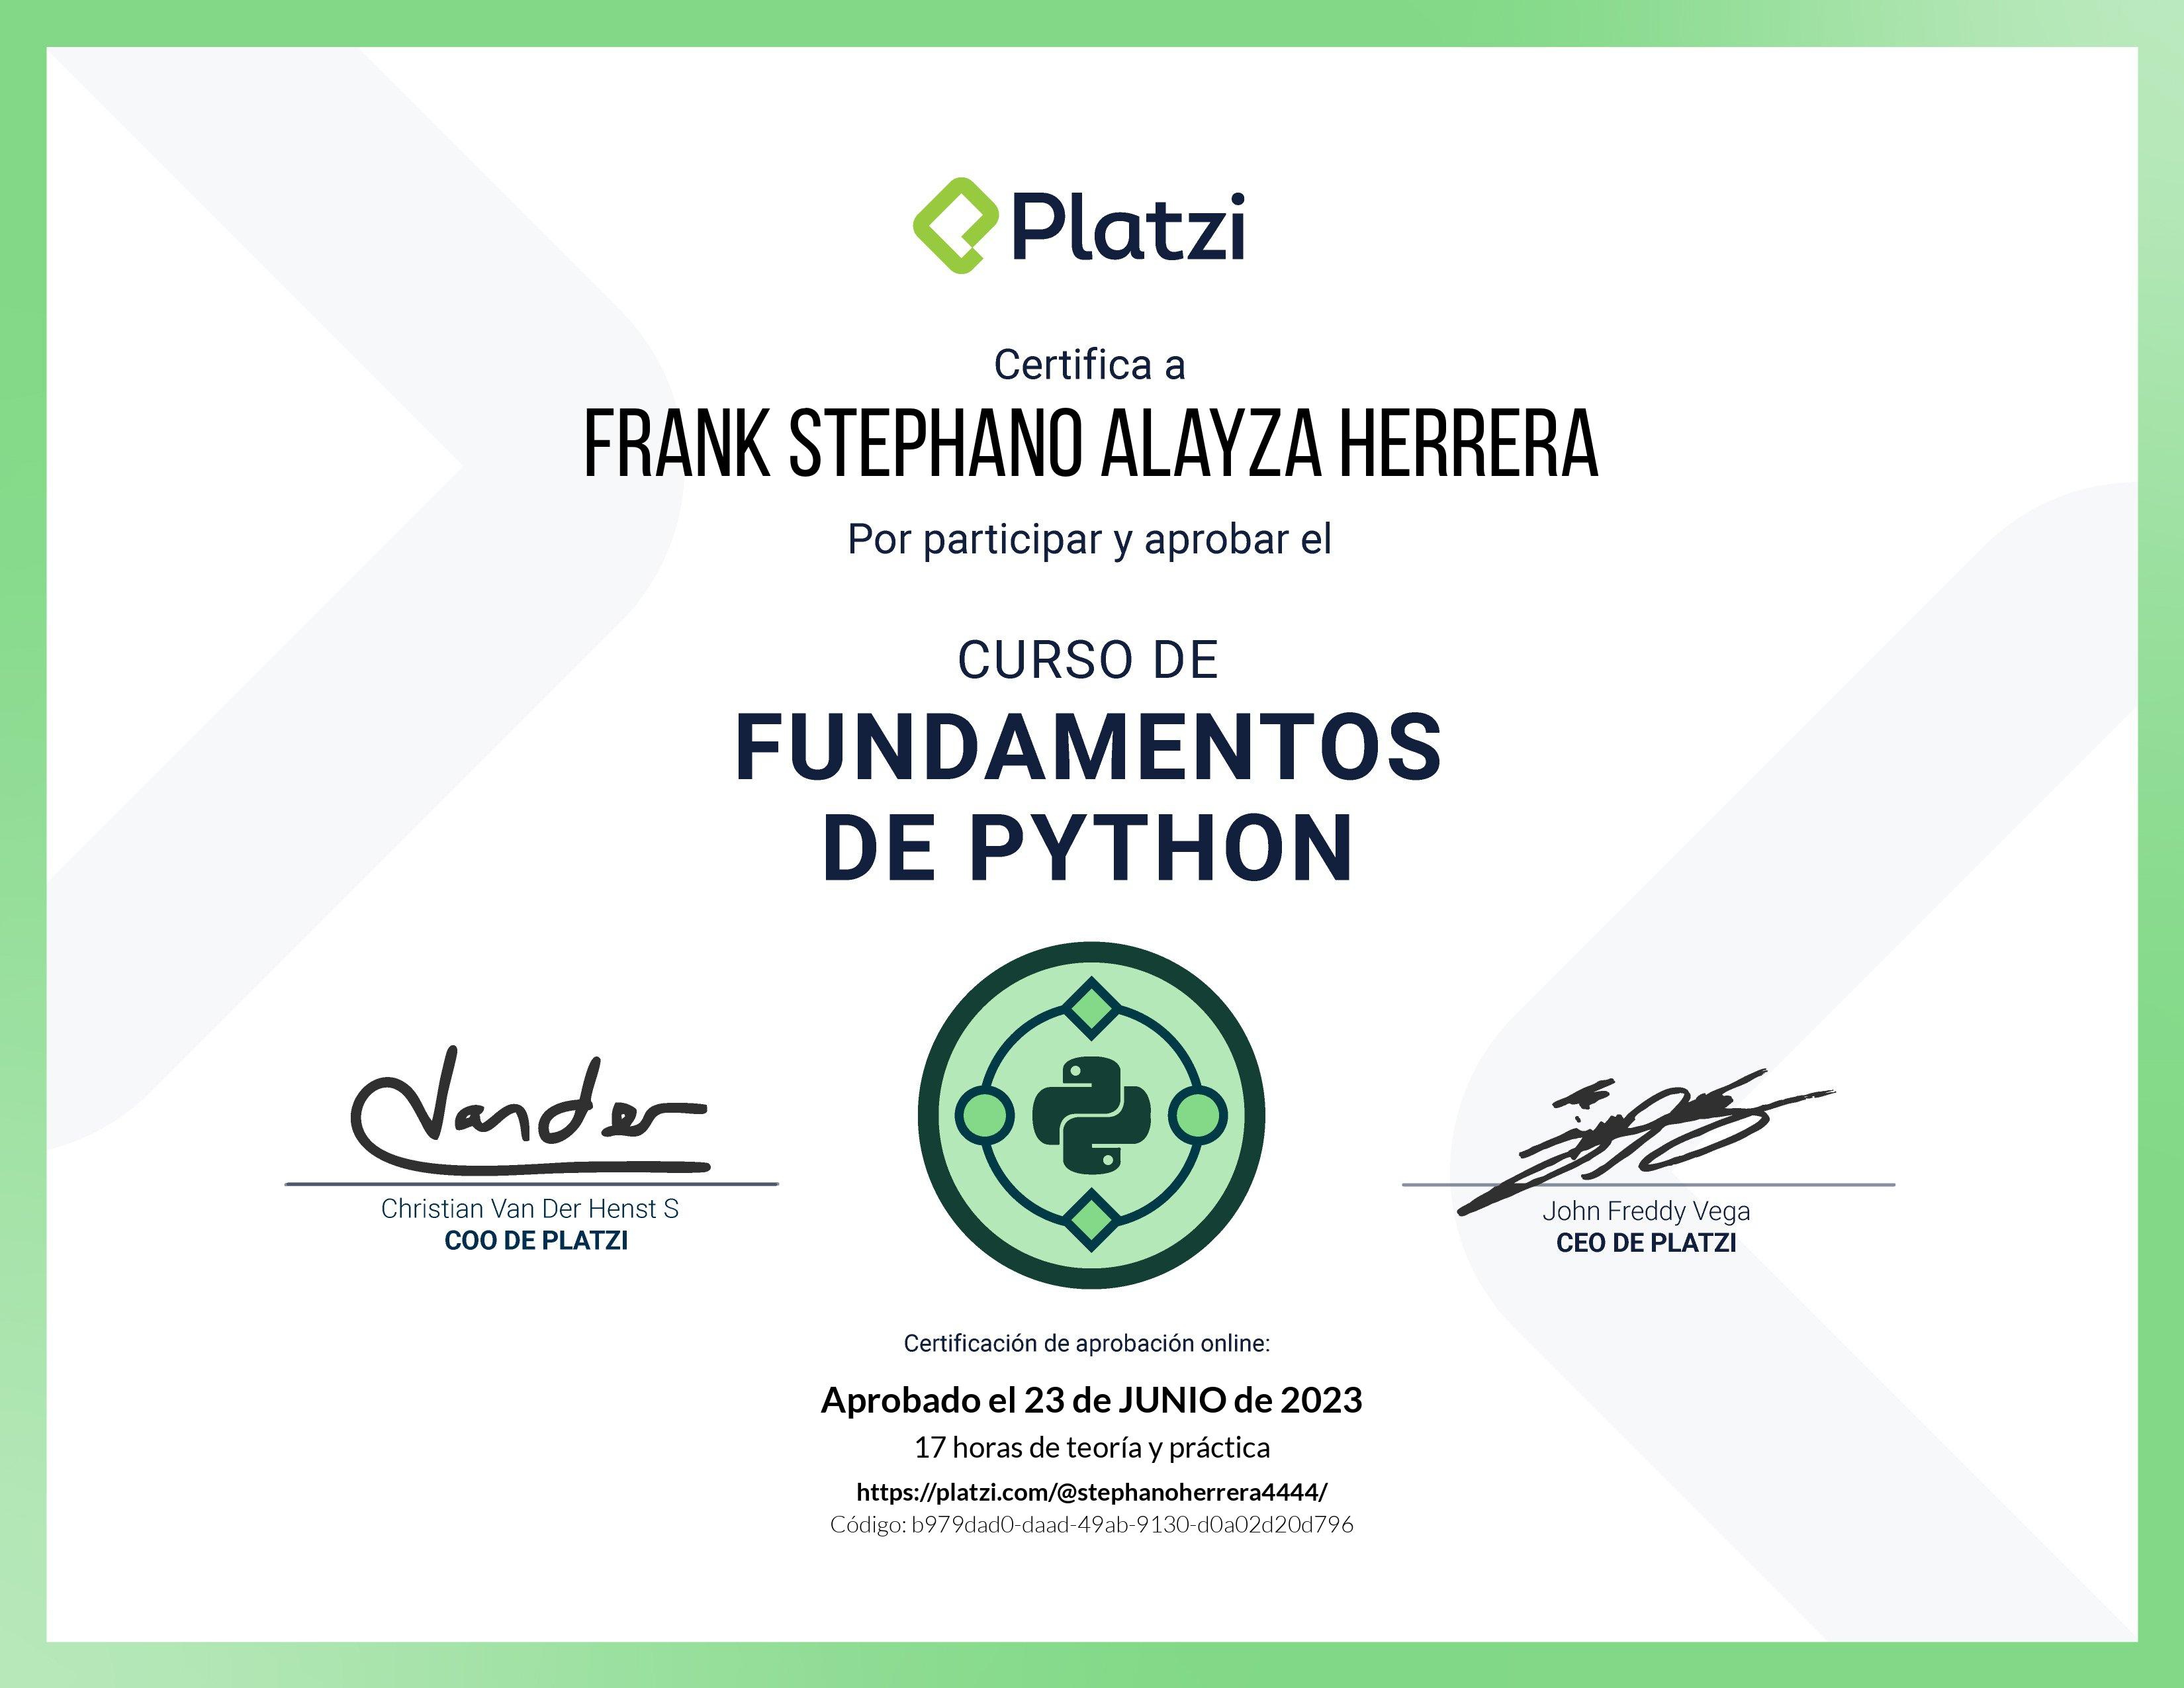 Platzi
Certifica a
FRANK STEPHANO ALAYZA HERRERA
Por participar y aprobar el
CURSO DE
FUNDAMENTOS
DE PYTHON
Vander
Christian Van Der Henst S
COO DE PLATZI
John Freddy Vega
CEO DE PLATZI
Certificación de aprobación online:
Aprobado el 23 de JUNIO de 2023
17 horas de teoría y práctica
https://platzi.com/@stephanoherrera4444/
Código: b979dad0-daad-49ab-9130-d0a02d20d796